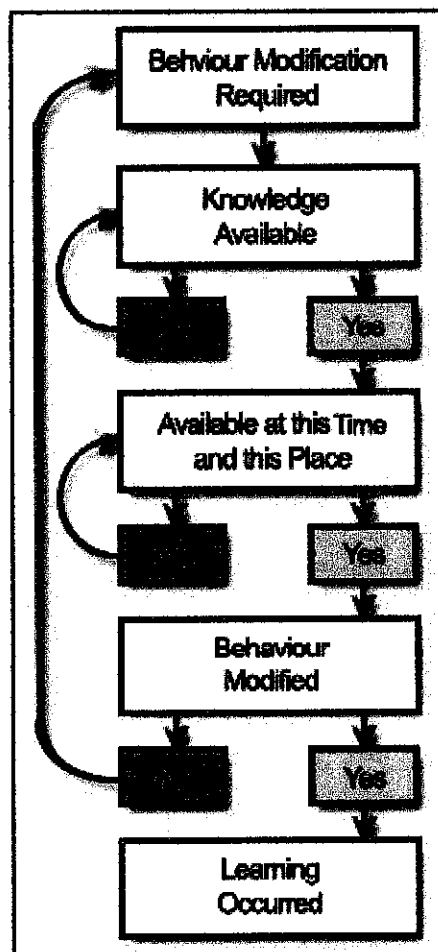 Behviour Modification
Required
Knowledge
Available
Yes
Available at this Time
and this Place
Yes
Behaviour
Modified
Yes
Learning
Occurred